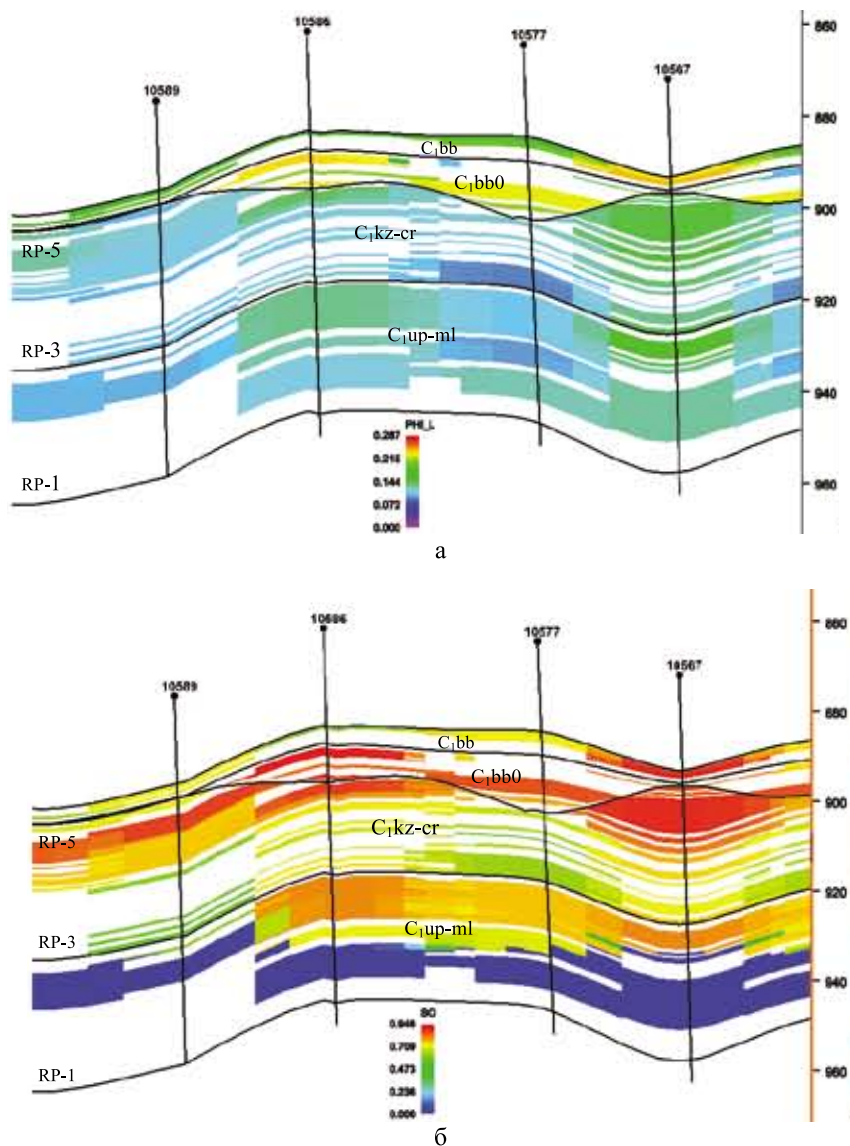 860
10586
10577
10567
10589
880
C₁bb
C₁bb0
900
C₁kz-cr
RP-5
920
RP-3
C₁up-ml
940
PHI_L
0.287
0.215
0.144
0.072
0.000
RP-1
960
а
860
10586
10577
10567
10589
880
C₁bb
C₁bb0
900
C₁kz-cr
RP-5
920
C₁up-ml
RP-3
940
SO
0.946
0.709
0.473
0.236
0.000
RP-1
960
б